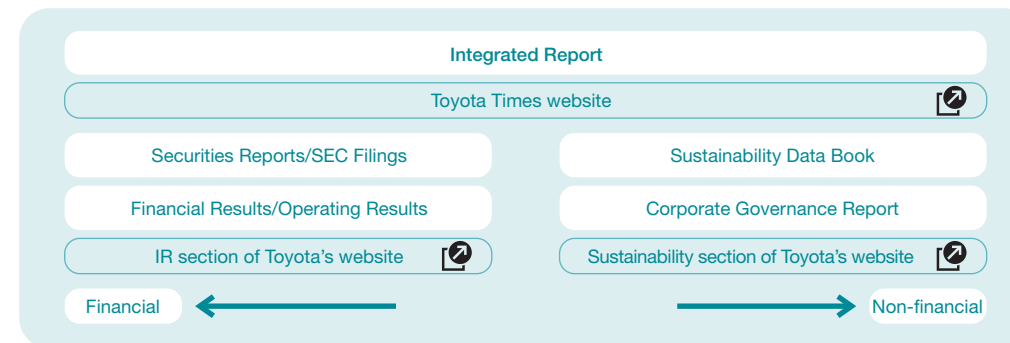 Integrated Report
Toyota Times website
Securities Reports/SEC Filings
Sustainability Data Book
Financial Results/Operating Results
Corporate Governance Report
IR section of Toyota’s website
Sustainability section of Toyota’s website
Financial
Non-financial